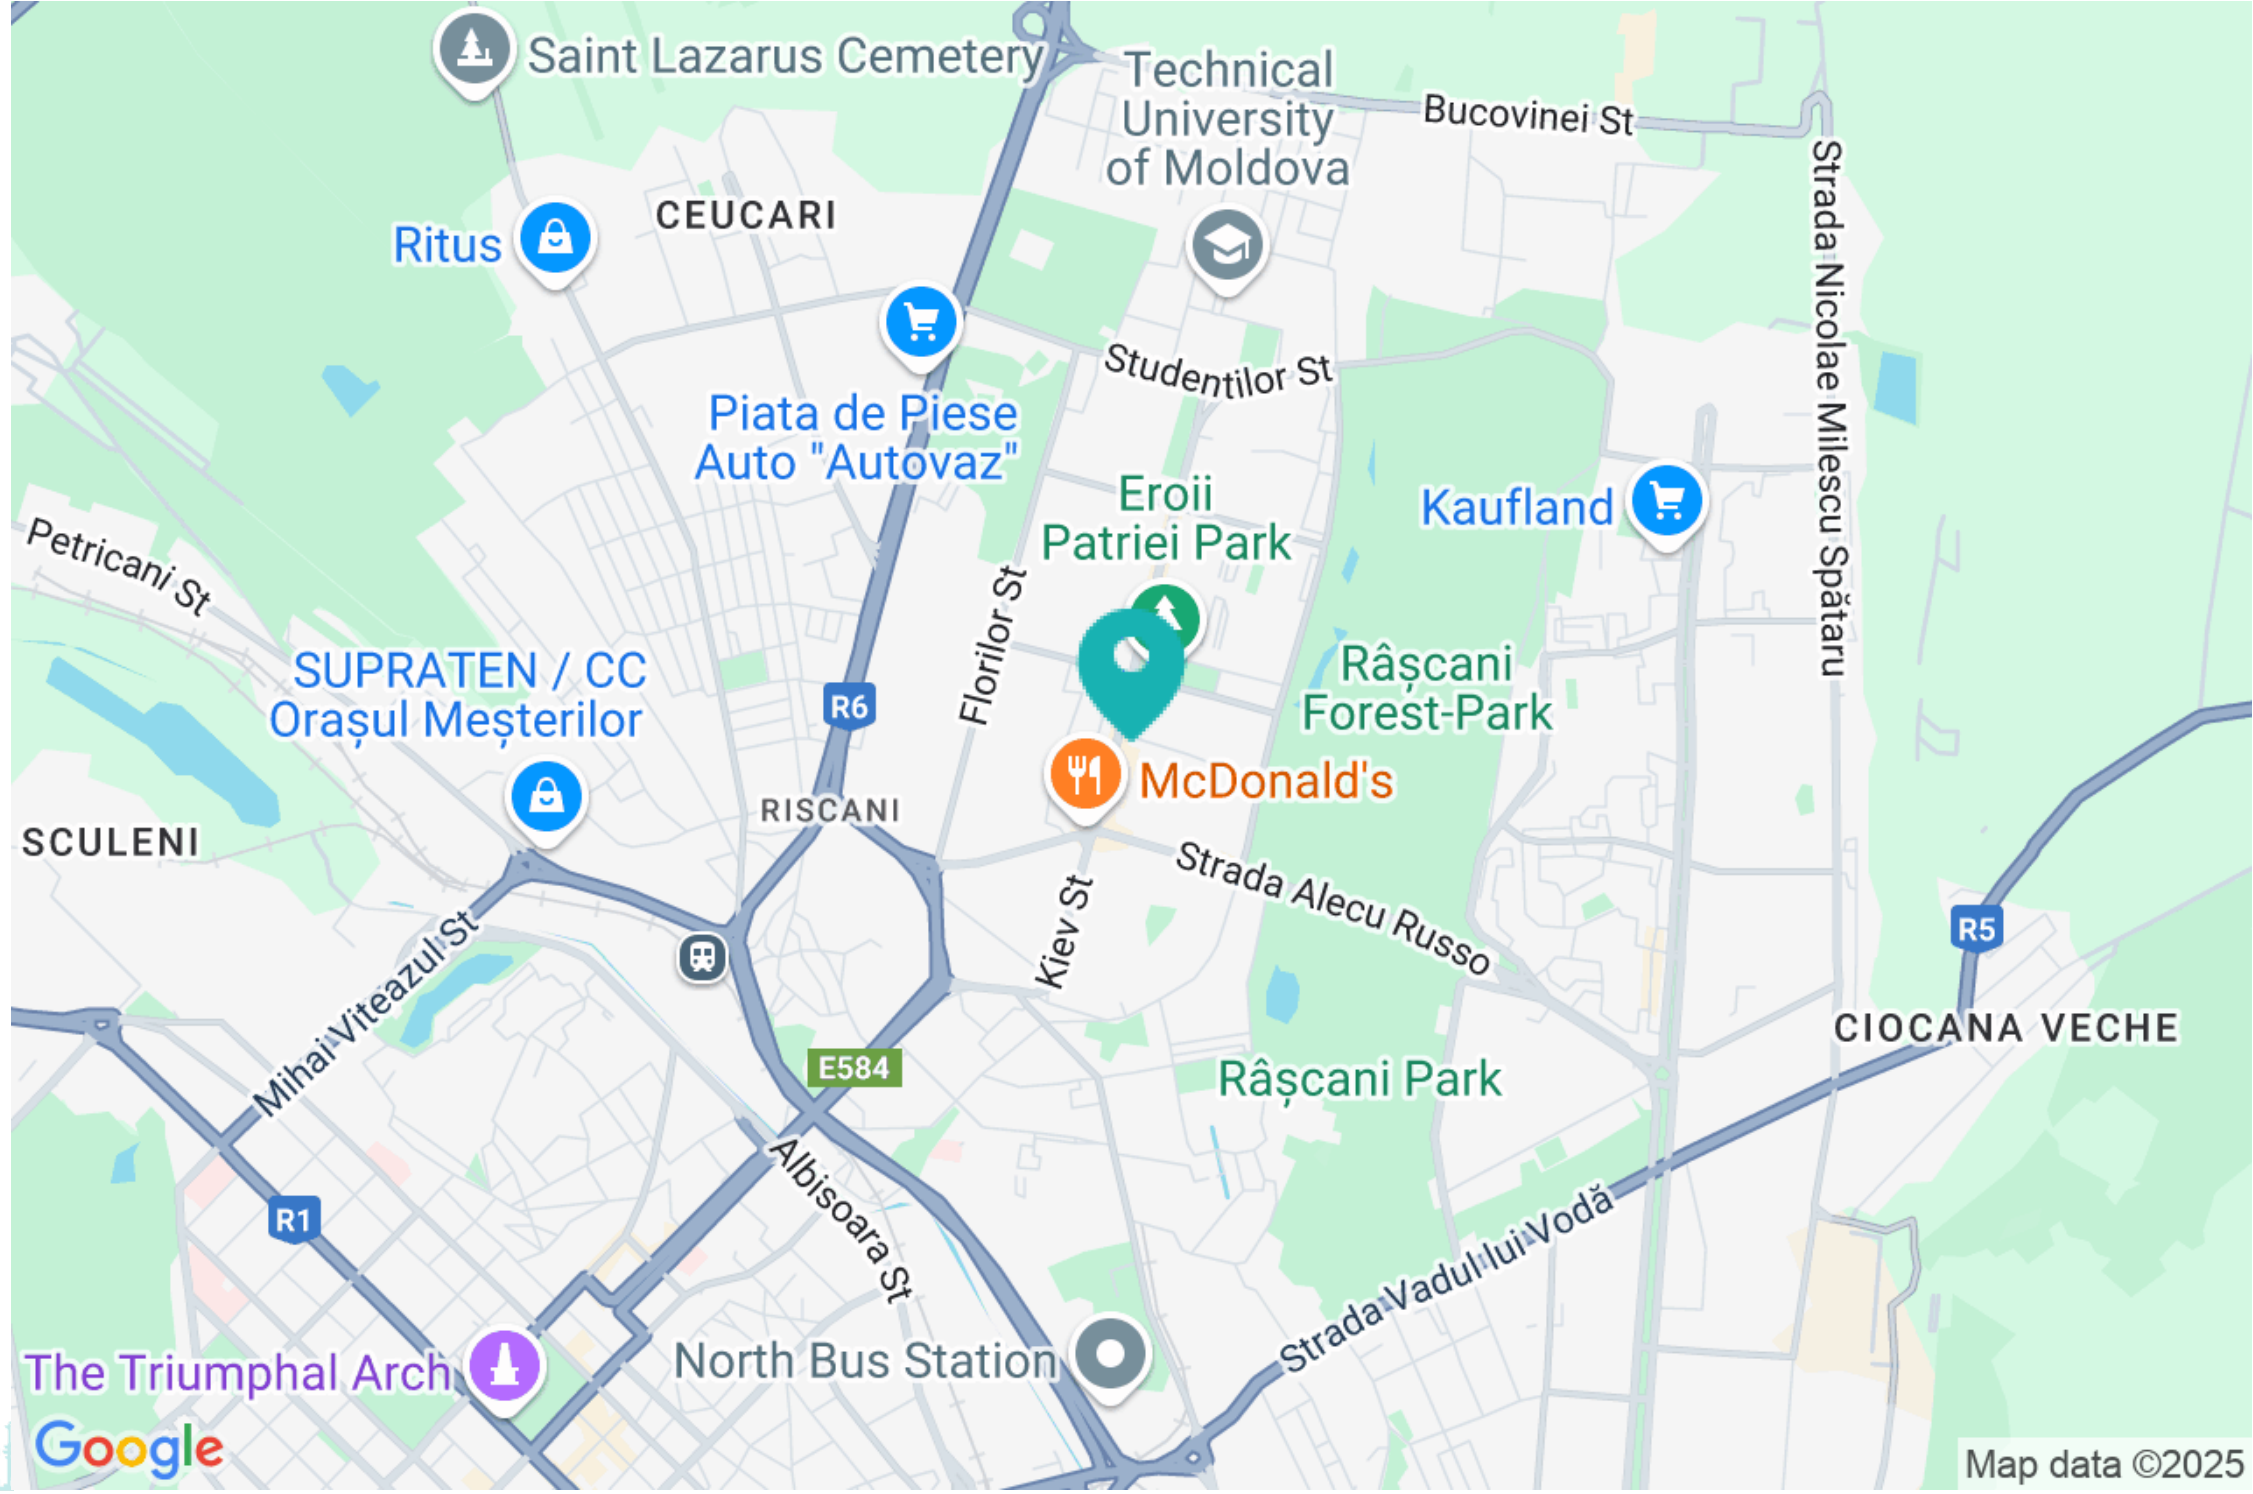 Saint Lazarus Cemetery
Technical
University
of Moldova
Bucovinei St
Strada Nicolae Milescu Spătaru
CEUCARI
Ritus
Studentilor St
Piata de Piese
Auto "Autovaz"
Eroii
Patriei Park
Kaufland
Petricani St
Florilor St
SUPRATEN / CC
Orașul Meșterilor
R6
Râșcani
Forest-Park
McDonald's
RISCANI
SCULENI
Strada Alecu Russo
Kiev St
R5
Mihai Viteazul St
CIOCANA VECHE
E584
Râșcani Park
Albisoara St
R1
Strada Vadul lui Vodă
North Bus Station
The Triumphal Arch
Google
Map data ©2025